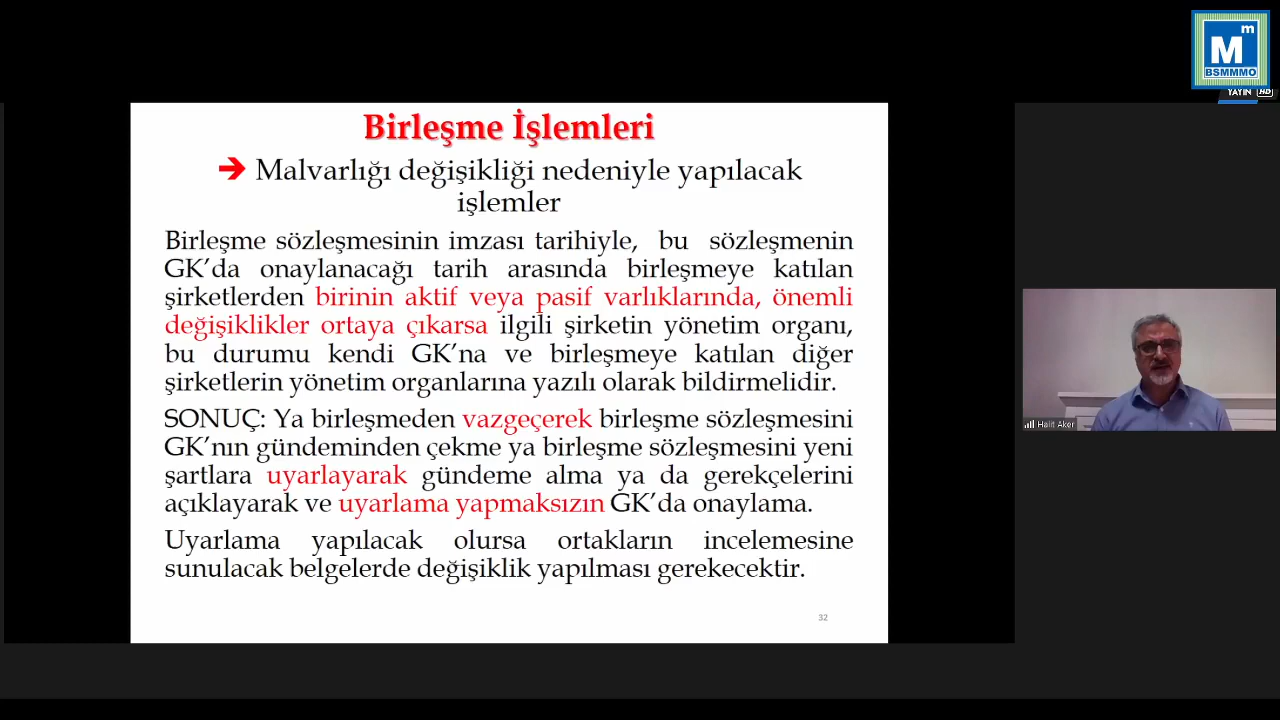 Mm
BSMMMO
YAYIN HD
Birleşme İşlemleri
➔ Malvarlığı değişikliği nedeniyle yapılacak
işlemler
Birleşme sözleşmesinin imzası tarihiyle, bu sözleşmenin
GK’da onaylanacağı tarih arasında birleşmeye katılan
şirketlerden birinin aktif veya pasif varlıklarında, önemli
değişiklikler ortaya çıkarsa ilgili şirketin yönetim organı,
bu durumu kendi GK’na ve birleşmeye katılan diğer
şirketlerin yönetim organlarına yazılı olarak bildirmelidir.
SONUÇ: Ya birleşmeden vazgeçerek birleşme sözleşmesini
GK’nın gündeminden çekme ya birleşme sözleşmesini yeni
şartlara uyarlayarak gündeme alma ya da gerekçelerini
açıklayarak ve uyarlama yapmaksızın GK’da onaylama.
Uyarlama yapılacak olursa ortakların incelemesine
sunulacak belgelerde değişiklik yapılması gerekecektir.
32
Halit Aker